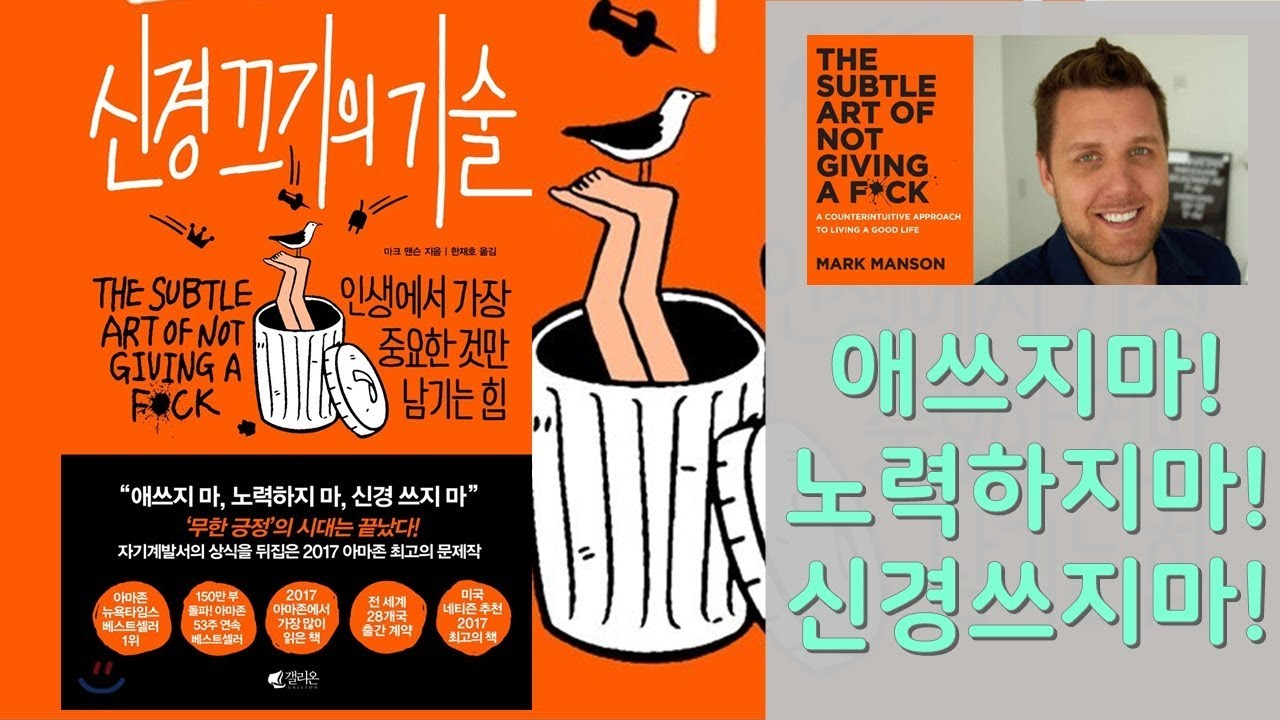 신경 끄기의 기술
마크 맨슨 지음 | 한재호 옮김
THE SUBTLE
ART OF NOT
GIVING A
F*CK
인생에서 가장
중요한 것만
남기는 힘
“애쓰지 마, 노력하지 마, 신경 쓰지 마”
‘무한 긍정’의 시대는 끝났다!
자기계발서의 상식을 뒤집은 2017 아마존 최고의 문제작
아마존
뉴욕타임스
베스트셀러
1위
150만 부
돌파! 아마존
53주 연속
베스트셀러
2017
아마존에서
가장 많이
읽은 책
전 세계
28개국
출간 계약
미국
네티즌 추천
2017
최고의 책
갤리온
GALLEON
THE
SUBTLE
ART OF
NOT
GIVING
A F*CK
A COUNTERINTUITIVE APPROACH
TO LIVING A GOOD LIFE
MARK MANSON
애쓰지마!
노력하지마!
신경쓰지마!